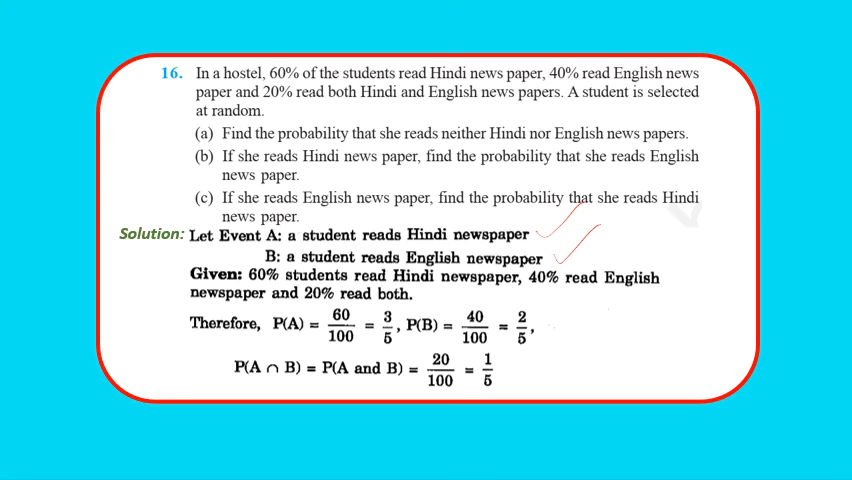 16. In a hostel, 60% of the students read Hindi news paper, 40% read English news
paper and 20% read both Hindi and English news papers. A student is selected
at random.
(a) Find the probability that she reads neither Hindi nor English news papers.
(b) If she reads Hindi news paper, find the probability that she reads English
news paper.
(c) If she reads English news paper, find the probability that she reads Hindi
news paper.
Solution: Let Event A: a student reads Hindi newspaper
B: a student reads English newspaper
Given: 60% students read Hindi newspaper, 40% read English
newspaper and 20% read both.
Therefore, P(A) = 60/100 = 3/5, P(B) = 40/100 = 2/5,
P(A ∩ B) = P(A and B) = 20/100 = 1/5